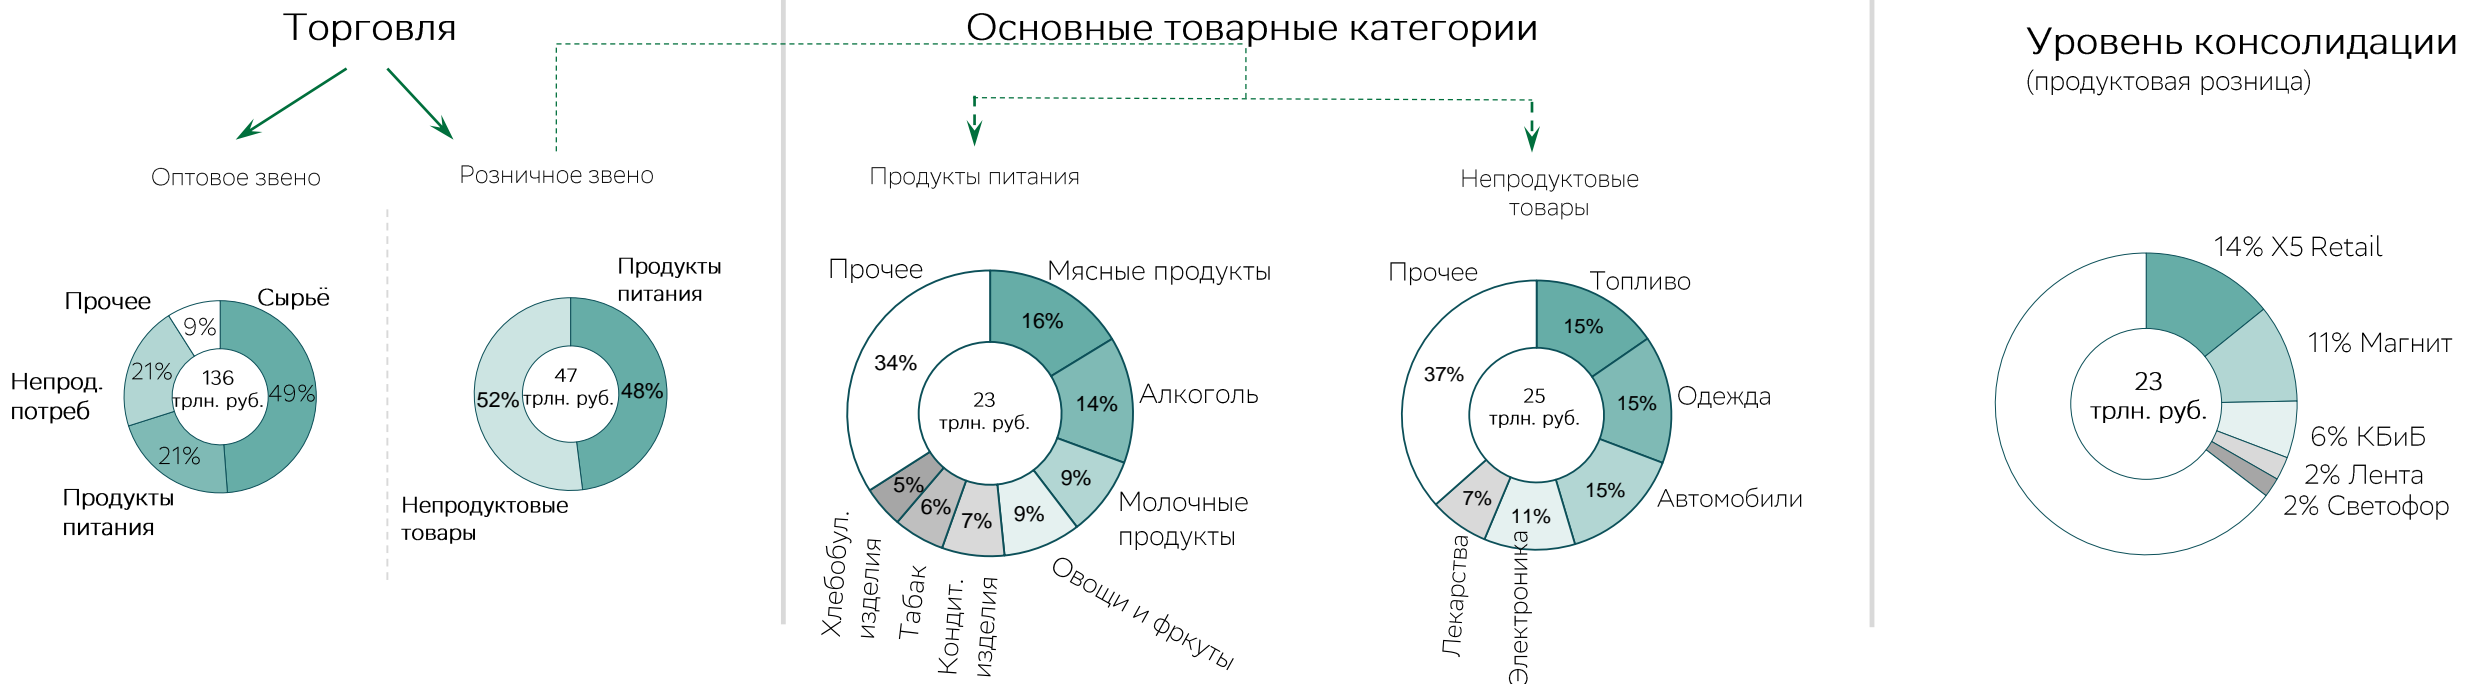 Торговля
Оптовое звено
Розничное звено
Прочее
Сырьё
9%
21%
49%
136
трлн. руб.
Непрод.
потреб
21%
Продукты
питания
Продукты
питания
52%
47
трлн. руб.
48%
Непродуктовые
товары
Основные товарные категории
Продукты питания
Непродуктовые
товары
Прочее
Мясные продукты
16%
34%
14%
Алкоголь
23
трлн. руб.
9%
Молочные
продукты
9%
Овощи и фркуты
7%
Кондит.
изделия
6%
Табак
5%
Хлебобул.
изделия
Прочее
Топливо
15%
37%
15%
Одежда
25
трлн. руб.
15%
Автомобили
11%
Электроника
7%
Лекарства
Уровень консолидации
(продуктовая розница)
14% X5 Retail
11% Магнит
23
трлн. руб.
6% КБиБ
2% Лента
2% Светофор